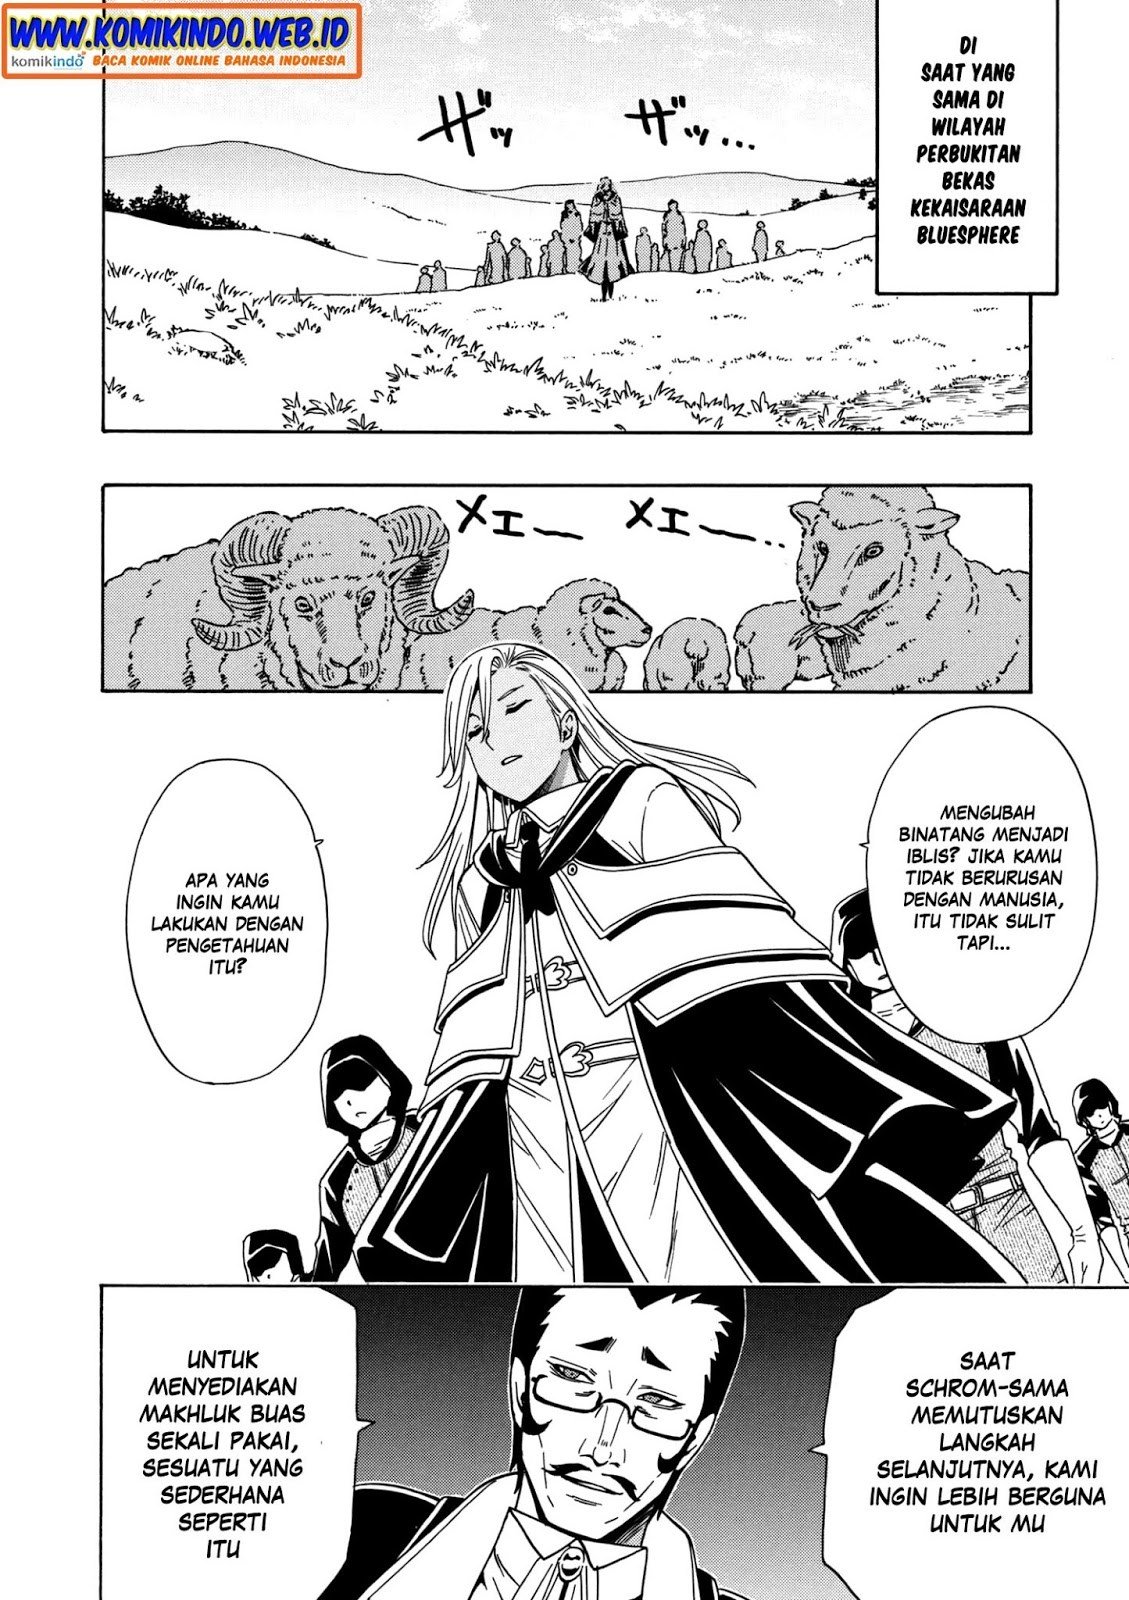 WWW.KOMIKINDO.WEB.ID
komikindo BACA KOMIK ONLINE BAHASA INDONESIA
DI
SAAT YANG
SAMA DI
WILAYAH
PERBUKITAN
BEKAS
KEKAISARAAN
BLUESPHERE
ザッ
ザッ...
メェー
メェー..
MENGUBAH
BINATANG MENJADI
IBLIS? JIKA KAMU
TIDAK BERURUSAN
DENGAN MANUSIA,
ITU TIDAK SULIT
TAPI...
APA YANG
INGIN KAMU
LAKUKAN DENGAN
PENGETAHUAN
ITU?
SAAT
SCHROM-SAMA
MEMUTUSKAN
LANGKAH
SELANJUTNYA, KAMI
INGIN LEBIH BERGUNA
UNTUK MU
UNTUK
MENYEDIAKAN
MAKHLUK BUAS
SEKALI PAKAI,
SESUATU YANG
SEDERHANA
SEPERTI
ITU